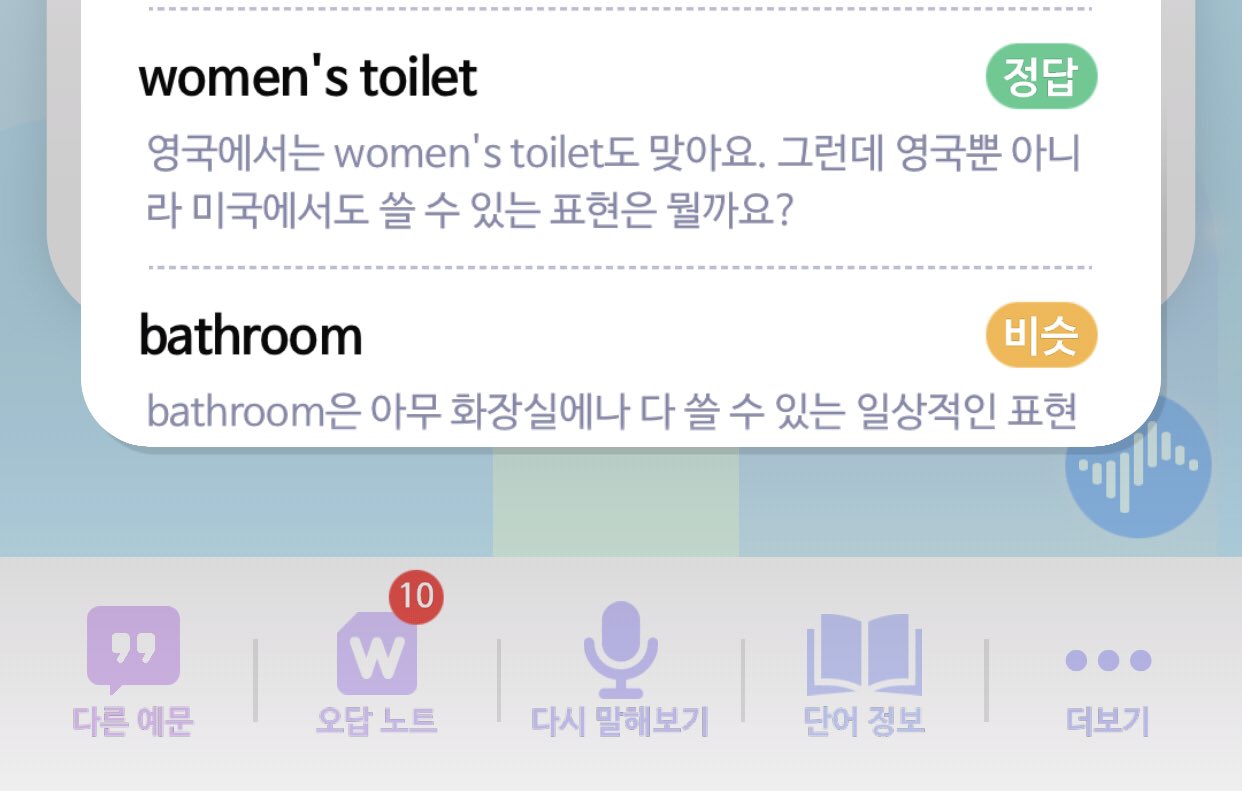 women's toilet
정답
영국에서는 women's toilet도 맞아요. 그런데 영국뿐 아니
라 미국에서도 쓸 수 있는 표현은 뭘까요?
bathroom
비슷
bathroom은 아무 화장실에나 다 쓸 수 있는 일상적인 표현
10
W
다른 예문
오답 노트
다시 말해보기
단어 정보
더보기